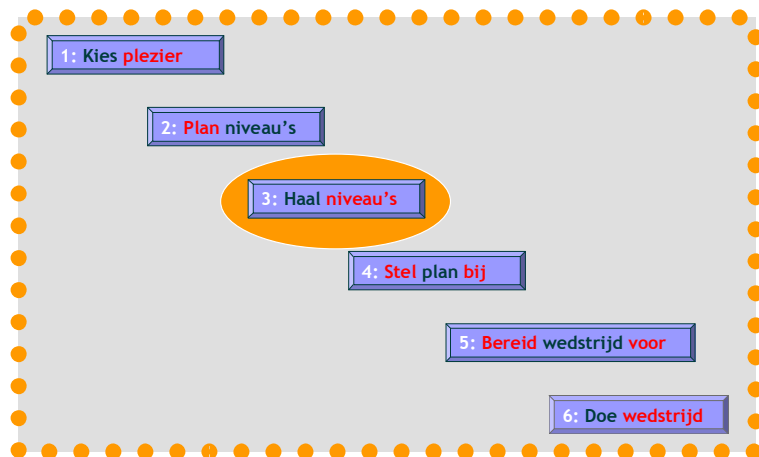 1: Kies plezier
2: Plan niveau’s
3: Haal niveau’s
4: Stel plan bij
5: Bereid wedstrijd voor
6: Doe wedstrijd